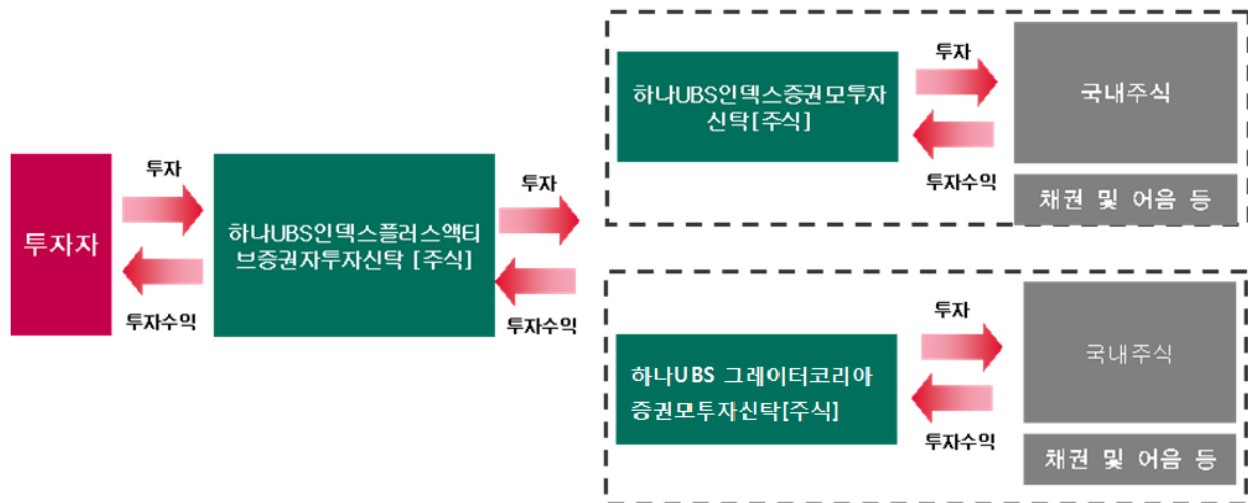 투자자
투자
투자수익
하나UBS인덱스플러스액티
브증권자투자신탁 [주식]
투자
투자수익
하나UBS인덱스증권모투자
신탁[주식]
투자
투자수익
국내주식
채권 및 어음 등
하나UBS 그레이터코리아
증권모투자신탁[주식]
투자
투자수익
국내주식
채권 및 어음 등